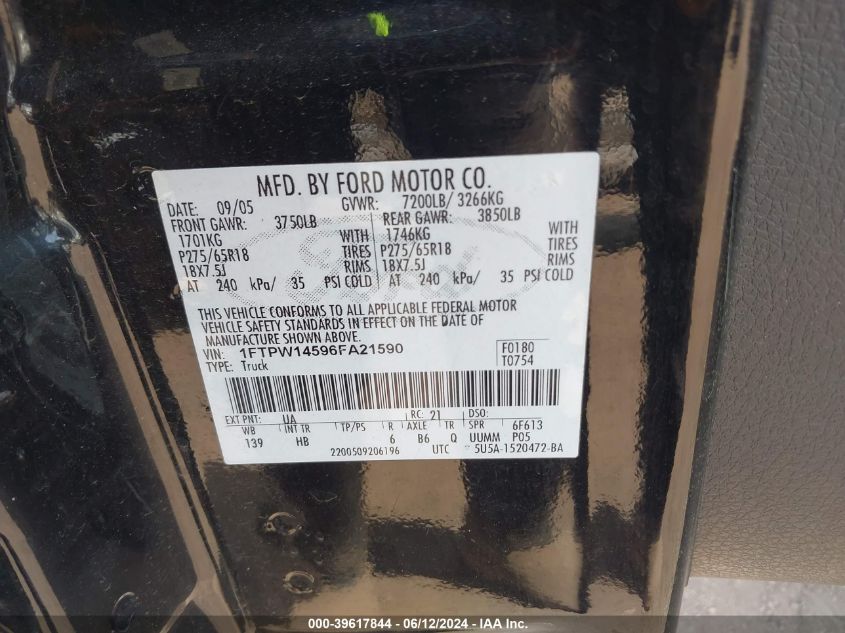 MFD. BY FORD MOTOR CO.
DATE: 09/05 GVWR: 7200LB/ 3266KG
FRONT GAWR: 3750LB REAR GAWR: 3850LB
1701KG WITH 1746KG WITH
P275/65R18 TIRES P275/65R18 TIRES
18X7.5J RIMS 18X7.5J RIMS
AT 240 kPa/ 35 PSI COLD AT 240 kPa/ 35 PSI COLD
THIS VEHICLE CONFORMS TO ALL APPLICABLE FEDERAL MOTOR
VEHICLE SAFETY STANDARDS IN EFFECT ON THE DATE OF
MANUFACTURE SHOWN ABOVE.
VIN: 1FTPW14596FA21590 F0180
TYPE: Truck T0754
EXT PNT: UA RC: 21 DSO:
WB INT TR TP/PS R AXLE TR SPR 6F613
139 HB 6 B6 Q UUMM P05
2200509206196 UTC 5U5A-1520472-BA
000-39617844 - 06/12/2024 - IAA Inc.